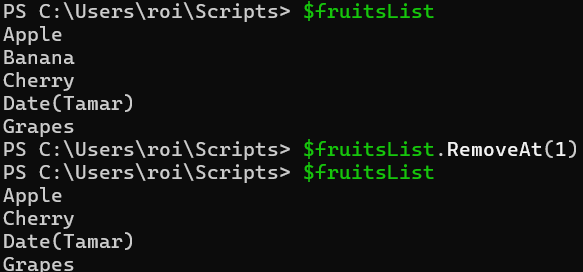 PS C:\Users\roi\Scripts> $fruitsList
Apple
Banana
Cherry
Date(Tamar)
Grapes
PS C:\Users\roi\Scripts> $fruitsList.RemoveAt(1)
PS C:\Users\roi\Scripts> $fruitsList
Apple
Cherry
Date(Tamar)
Grapes